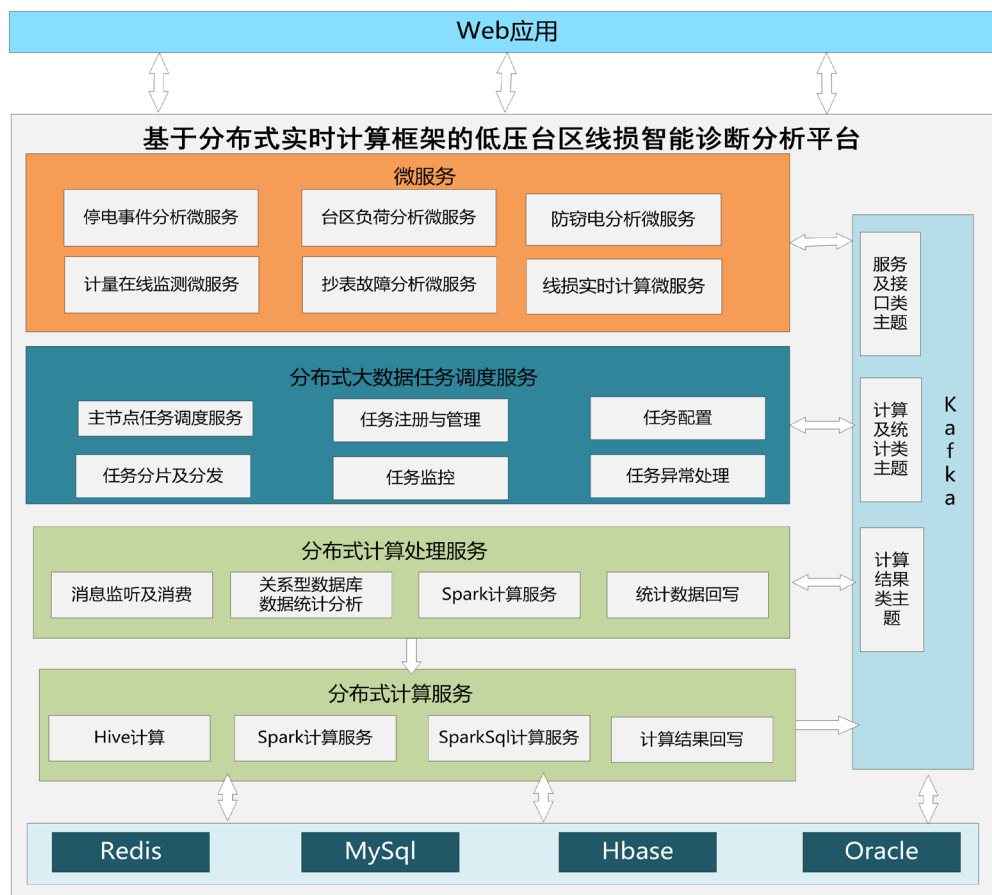 Web应用
基于分布式实时计算框架的低压台区线损智能诊断分析平台
微服务
停电事件分析微服务
台区负荷分析微服务
防窃电分析微服务
计量在线监测微服务
抄表故障分析微服务
线损实时计算微服务
分布式大数据任务调度服务
主节点任务调度服务
任务注册与管理
任务配置
任务分片及分发
任务监控
任务异常处理
分布式计算处理服务
消息监听及消费
关系型数据库
数据统计分析
Spark计算服务
统计数据回写
分布式计算服务
Hive计算
Spark计算服务
SparkSql计算服务
计算结果回写
服务
及接
口类
主题
计算
及统
计类
主题
计算
结果
类主
题
Kafka
Redis
MySql
Hbase
Oracle